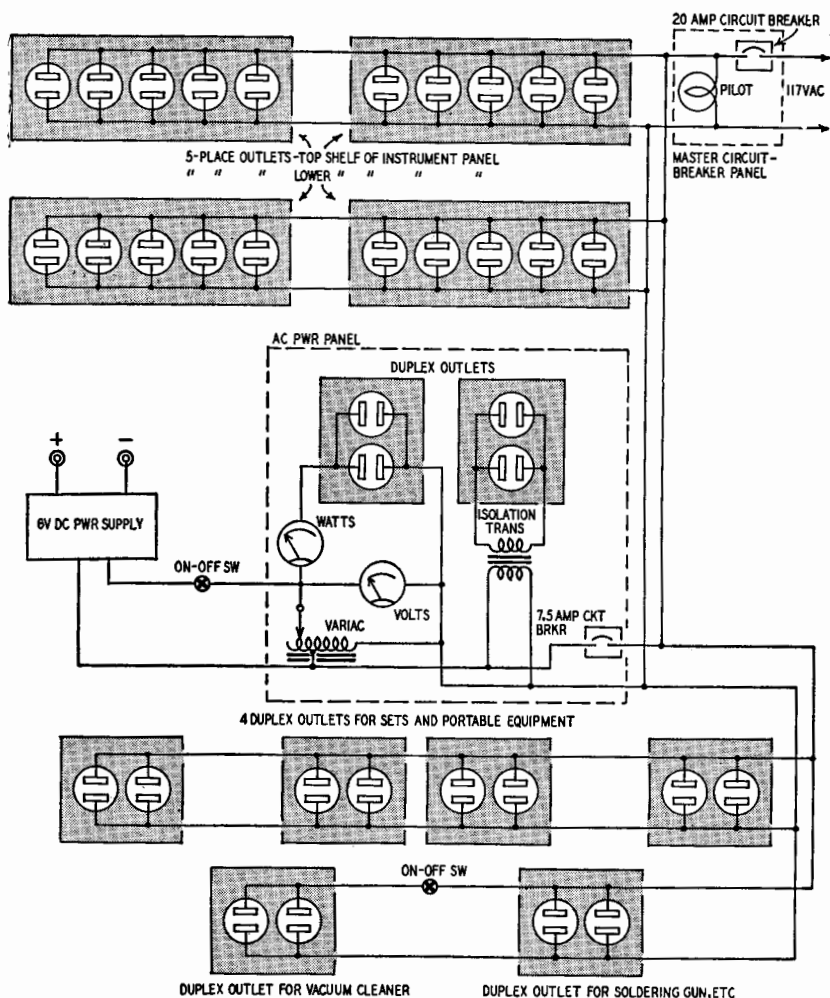 20 AMP CIRCUIT BREAKER
PILOT
117VAC
MASTER CIRCUIT-
BREAKER PANEL
5-PLACE OUTLETS-TOP SHELF OF INSTRUMENT PANEL
" " " LOWER " " " "
AC PWR PANEL
DUPLEX OUTLETS
+ -
6V DC PWR SUPPLY
WATTS
ISOLATION
TRANS
ON-OFF SW
VOLTS
VARIAC
7.5 AMP CKT
BRKR
4 DUPLEX OUTLETS FOR SETS AND PORTABLE EQUIPMENT
ON-OFF SW
DUPLEX OUTLET FOR VACUUM CLEANER
DUPLEX OUTLET FOR SOLDERING GUN, ETC